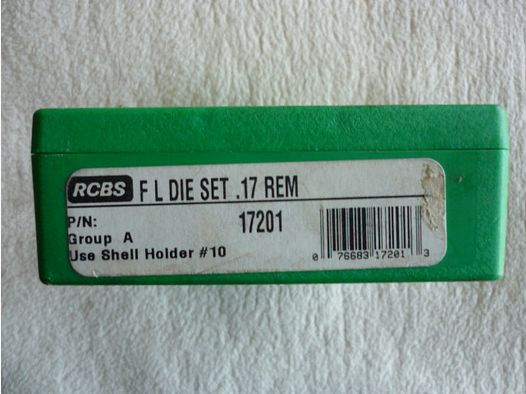 RCBS F L DIE SET .17 REM
P/N: 17201
Group A
Use Shell Holder #10
0 76683 17201 3